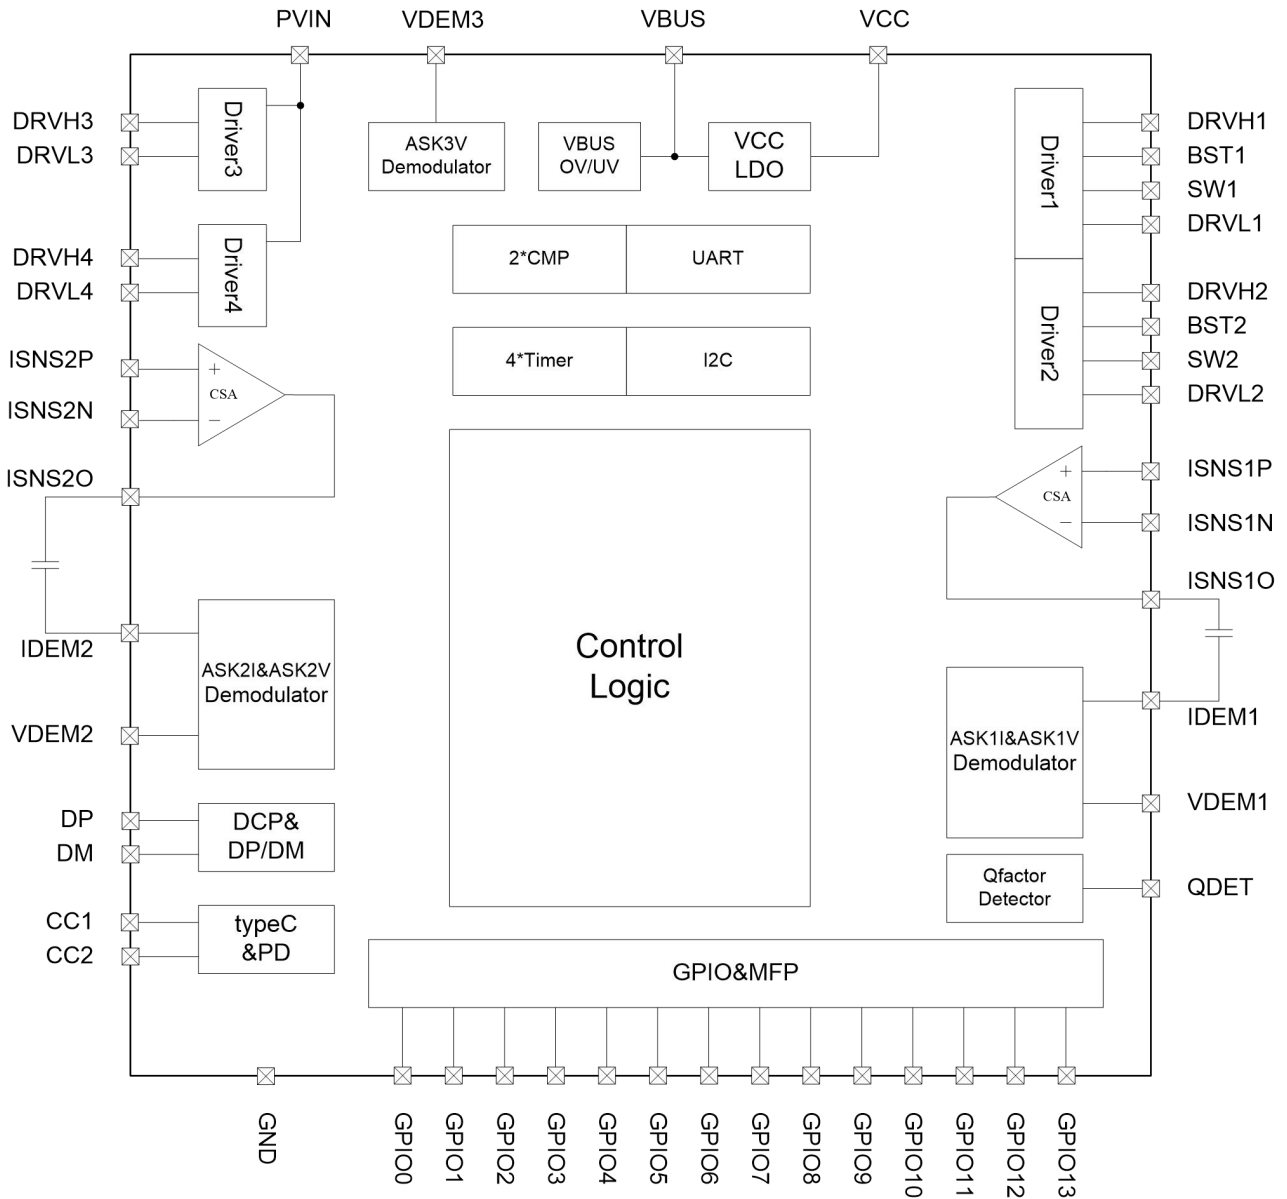 PVIN
VDEM3
VBUS
VCC
DRVH3
DRVL3
Driver3
ASK3V
Demodulator
VBUS
OV/UV
VCC
LDO
Driver1
DRVH1
BST1
SW1
DRVL1
DRVH4
DRVL4
Driver4
2*CMP
UART
Driver2
DRVH2
BST2
SW2
DRVL2
ISNS2P
ISNS2N
+
CSA
−
4*Timer
I2C
ISNS2O
+
CSA
−
ISNS1P
ISNS1N
ISNS1O
IDEM2
ASK2I&ASK2V
Demodulator
VDEM2
Control
Logic
ASK1I&ASK1V
Demodulator
IDEM1
VDEM1
DP
DM
DCP&
DP/DM
Qfactor
Detector
QDET
CC1
CC2
typeC
&PD
GPIO&MFP
GND
GPIO0
GPIO1
GPIO2
GPIO3
GPIO4
GPIO5
GPIO6
GPIO7
GPIO8
GPIO9
GPIO10
GPIO11
GPIO12
GPIO13